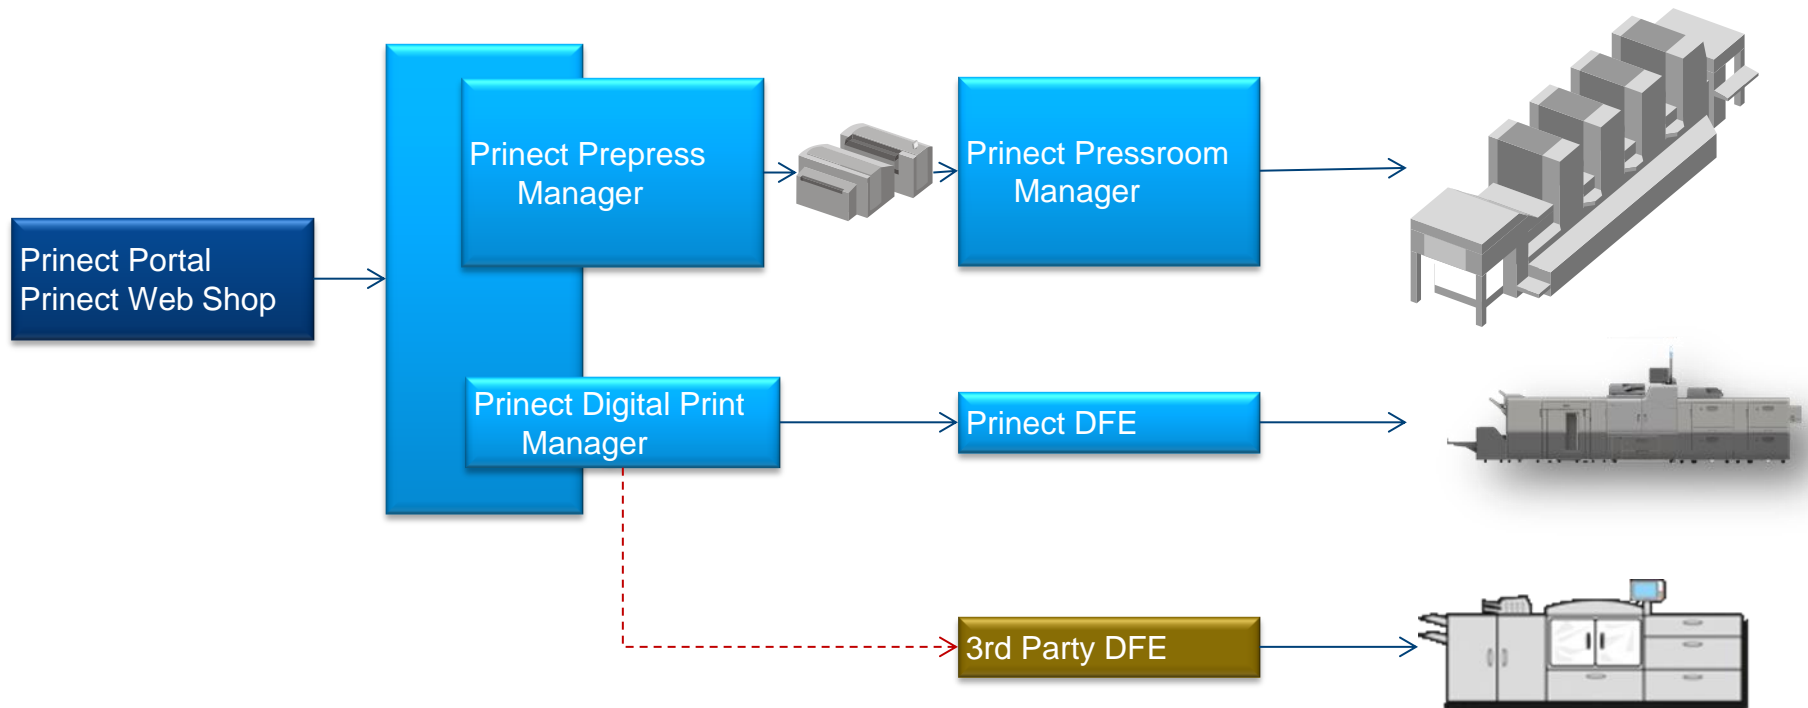 Prinect Portal
Prinect Web Shop
Prinect Prepress
Manager
Prinect Pressroom
Manager
Prinect Digital Print
Manager
Prinect DFE
3rd Party DFE